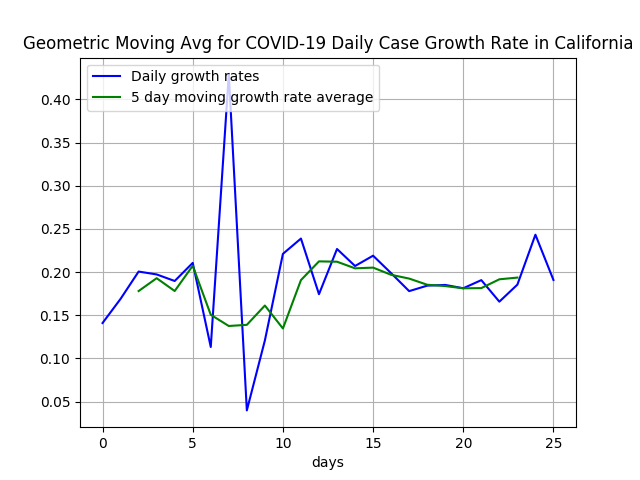 Geometric Moving Avg for COVID-19 Daily Case Growth Rate in California
Daily growth rates
5 day moving growth rate average
0.40
0.35
0.30
0.25
0.20
0.15
0.10
0.05
0 5 10 15 20 25
days